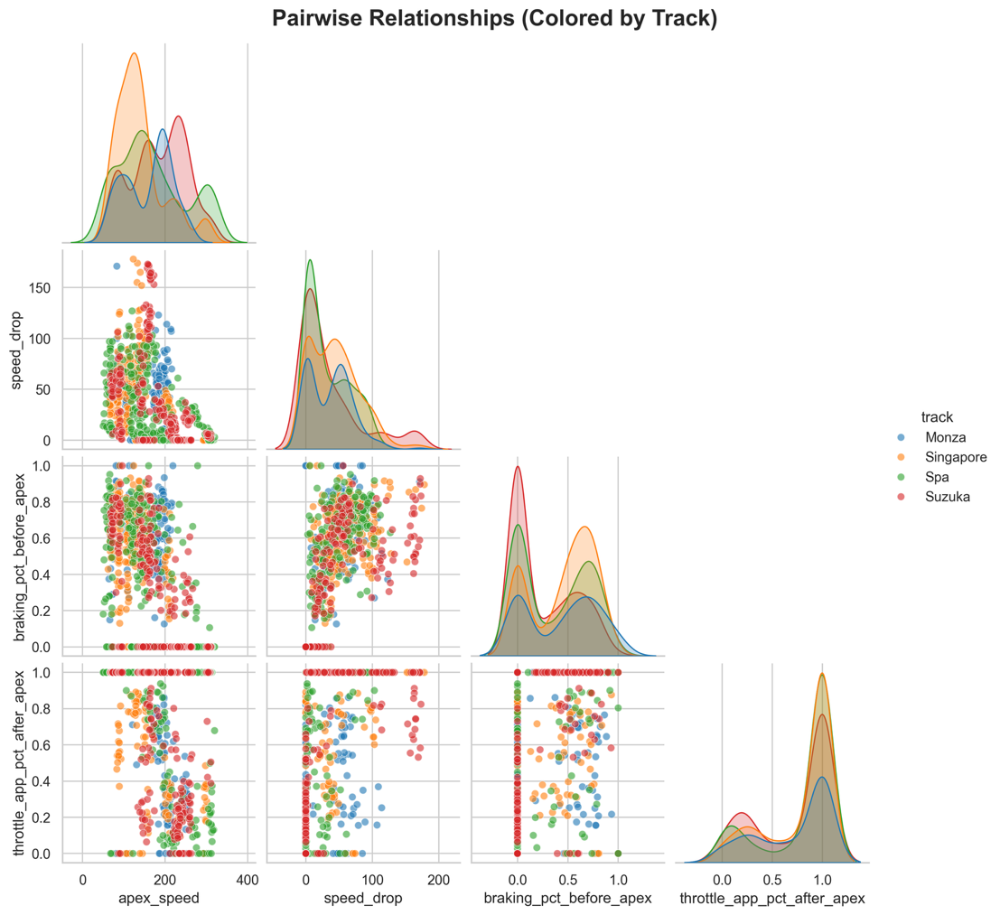 Pairwise Relationships (Colored by Track)
speed_drop
150
100
50
0
track
Monza
Singapore
Spa
Suzuka
braking_pct_before_apex
1.0
0.8
0.6
0.4
0.2
0.0
throttle_app_pct_after_apex
1.0
0.8
0.6
0.4
0.2
0.0
0 200 400
0 100 200
0.0 0.5 1.0
0.0 0.5 1.0
apex_speed
speed_drop
braking_pct_before_apex
throttle_app_pct_after_apex